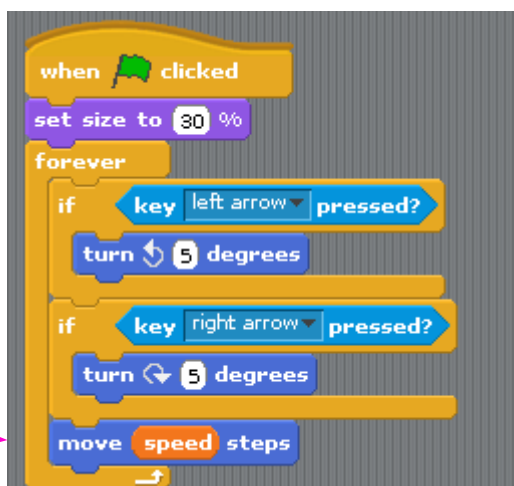 when clicked
set size to 30 %
forever
if key left arrow pressed?
turn 5 degrees
if key right arrow pressed?
turn 5 degrees
move speed steps